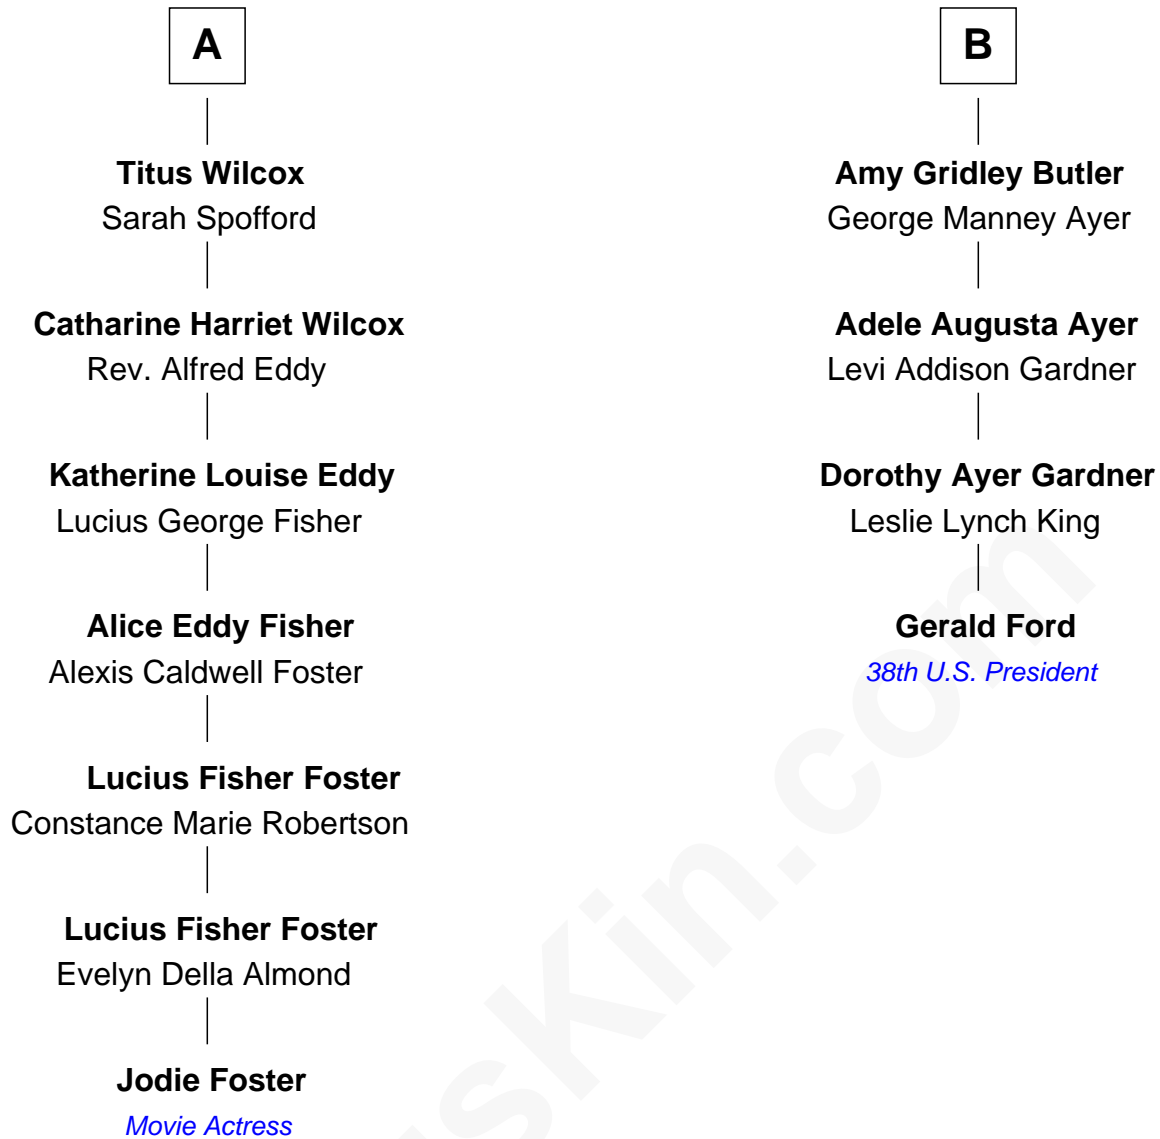 A
Titus Wilcox
Sarah Spofford
Catharine Harriet Wilcox
Rev. Alfred Eddy
Katherine Louise Eddy
Lucius George Fisher
Alice Eddy Fisher
Alexis Caldwell Foster
Lucius Fisher Foster
Constance Marie Robertson
Lucius Fisher Foster
Evelyn Della Almond
Jodie Foster
Movie Actress
B
Amy Gridley Butler
George Manney Ayer
Adele Augusta Ayer
Levi Addison Gardner
Dorothy Ayer Gardner
Leslie Lynch King
Gerald Ford
38th U.S. President
usKin.com